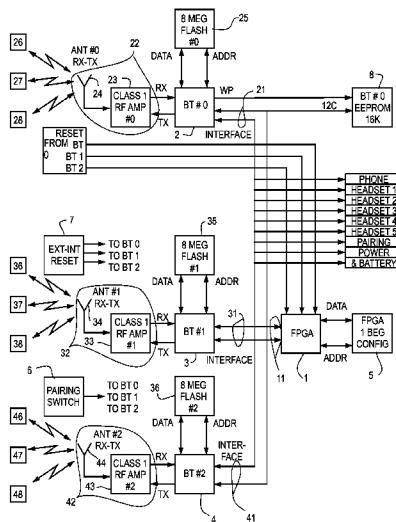 25
8 MEG
FLASH
#0
26
22
ANT #0
RX-TX
23
DATA
ADDR
21
8
27
CLASS 1
RF AMP
#0
RX
BT # 0
WP
BT # 0
EEPROM
16K
28
24
TX
12C
2
INTERFACE
RESET
FROM
0
BT
BT 1
BT 2
PHONE
HEADSET 1
HEADSET 2
HEADSET 3
HEADSET 4
HEADSET 5
PAIRING
POWER
& BATTERY
7
35
EXT-INT
RESET
TO BT 0
TO BT 1
TO BT 2
8 MEG
FLASH
#1
36
ANT #1
RX-TX
DATA
ADDR
31
DATA
37
34
CLASS 1
RF AMP
#1
RX
BT #1
FPGA
FPGA
1 BEG
CONFIG
38
TX
ADDR
32
33
3
INTERFACE
11
1
5
6
36
PAIRING
SWITCH
TO BT 0
TO BT 1
TO BT 2
8 MEG
FLASH
#2
46
ANT #2
RX-TX
DATA
ADDR
INTER-
FACE
47
44
CLASS 1
RF AMP
#2
RX
BT #2
48
43
TX
42
4
41